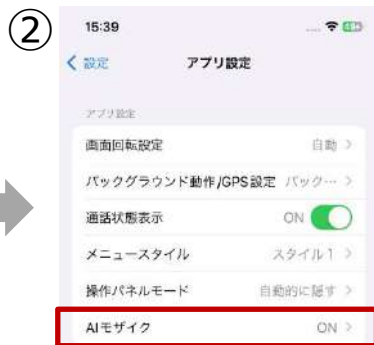 ②
15:39
設定 アプリ設定
アプリ設定
画面回転設定 自動
バックグラウンド動作/GPS設定 バック…
通話状態表示 ON
メニュースタイル スタイル1
操作パネルモード 自動的に隠す
AIモザイク ON